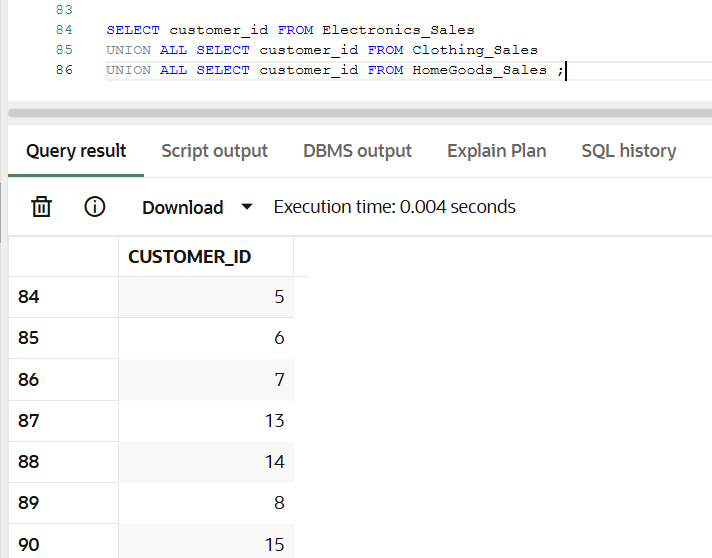 83
84 SELECT customer_id FROM Electronics_Sales
85 UNION ALL SELECT customer_id FROM Clothing_Sales
86 UNION ALL SELECT customer_id FROM HomeGoods_Sales ;
Query result Script output DBMS output Explain Plan SQL history
Download Execution time: 0.004 seconds
CUSTOMER_ID
84 5
85 6
86 7
87 13
88 14
89 8
90 15